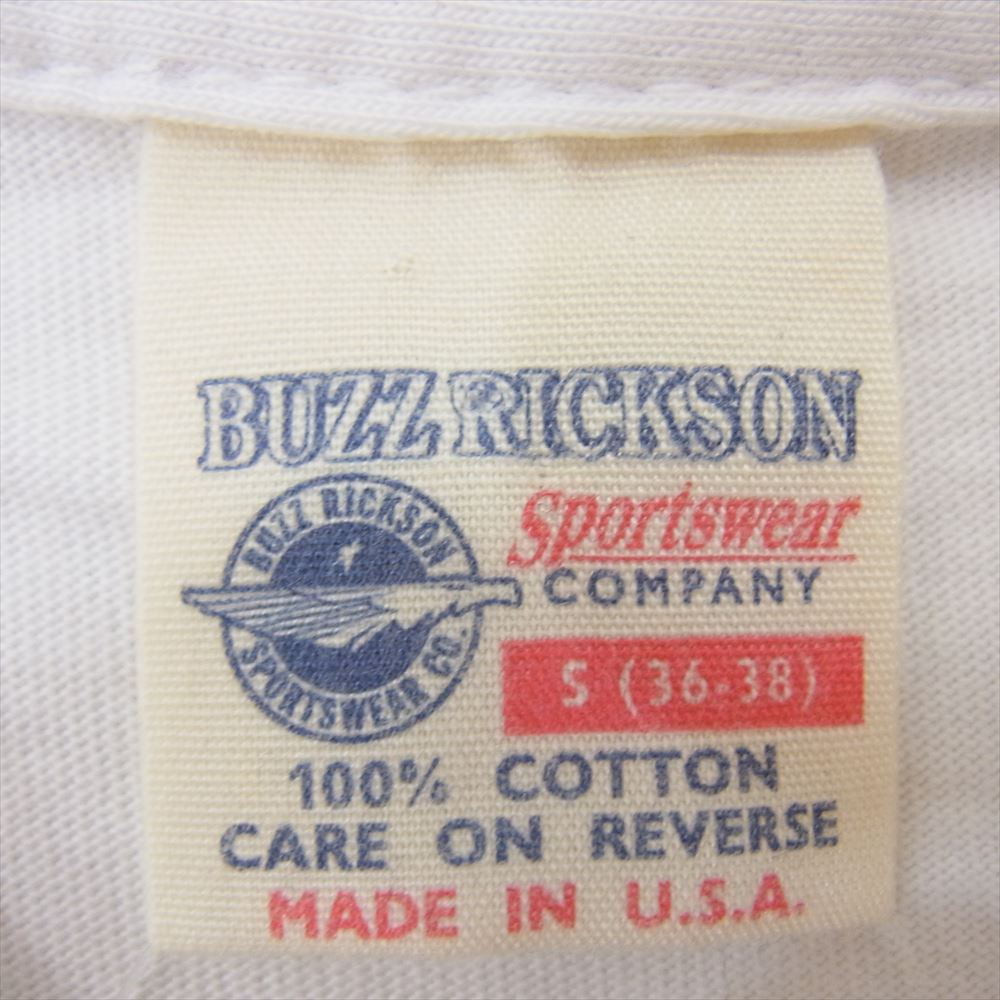 BUZZ RICKSON
BUZZ RICKSON
SPORTSWEAR CO.
Sportswear
COMPANY
S (36-38)
100% COTTON
CARE ON REVERSE
MADE IN U.S.A.